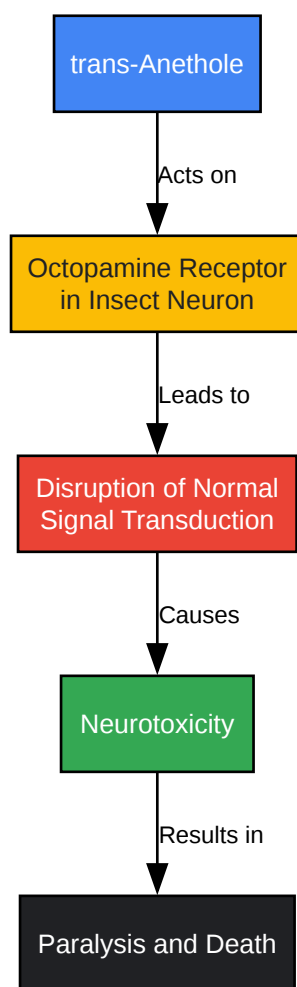 trans-Anethole
Acts on
Octopamine Receptor
in Insect Neuron
Leads to
Disruption of Normal
Signal Transduction
Causes
Neurotoxicity
Results in
Paralysis and Death